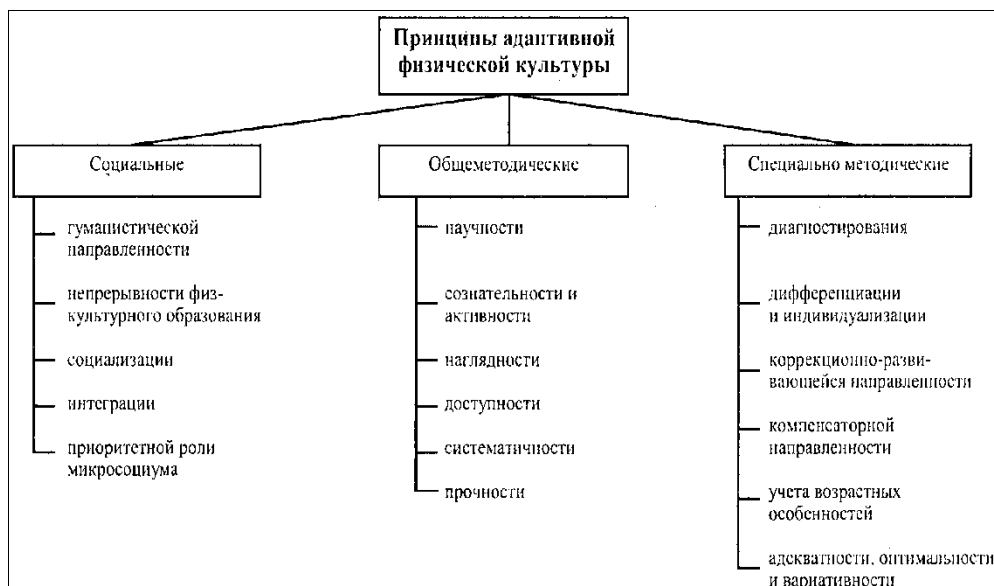 Принципы адаптивной
физической культуры
Социальные
гуманистической
направленности
непрерывности физ-
культурного образования
социализации
интеграции
приоритетной роли
микросоциума
Общеметодические
научности
сознательности и
активности
наглядности
доступности
систематичности
прочности
Специально методические
диагностирования
дифференциации
и индивидуализации
коррекционно-разви-
вающейся направленности
компенсаторной
направленности
учета возрастных
особенностей
адекватности, оптимальности
и вариативности